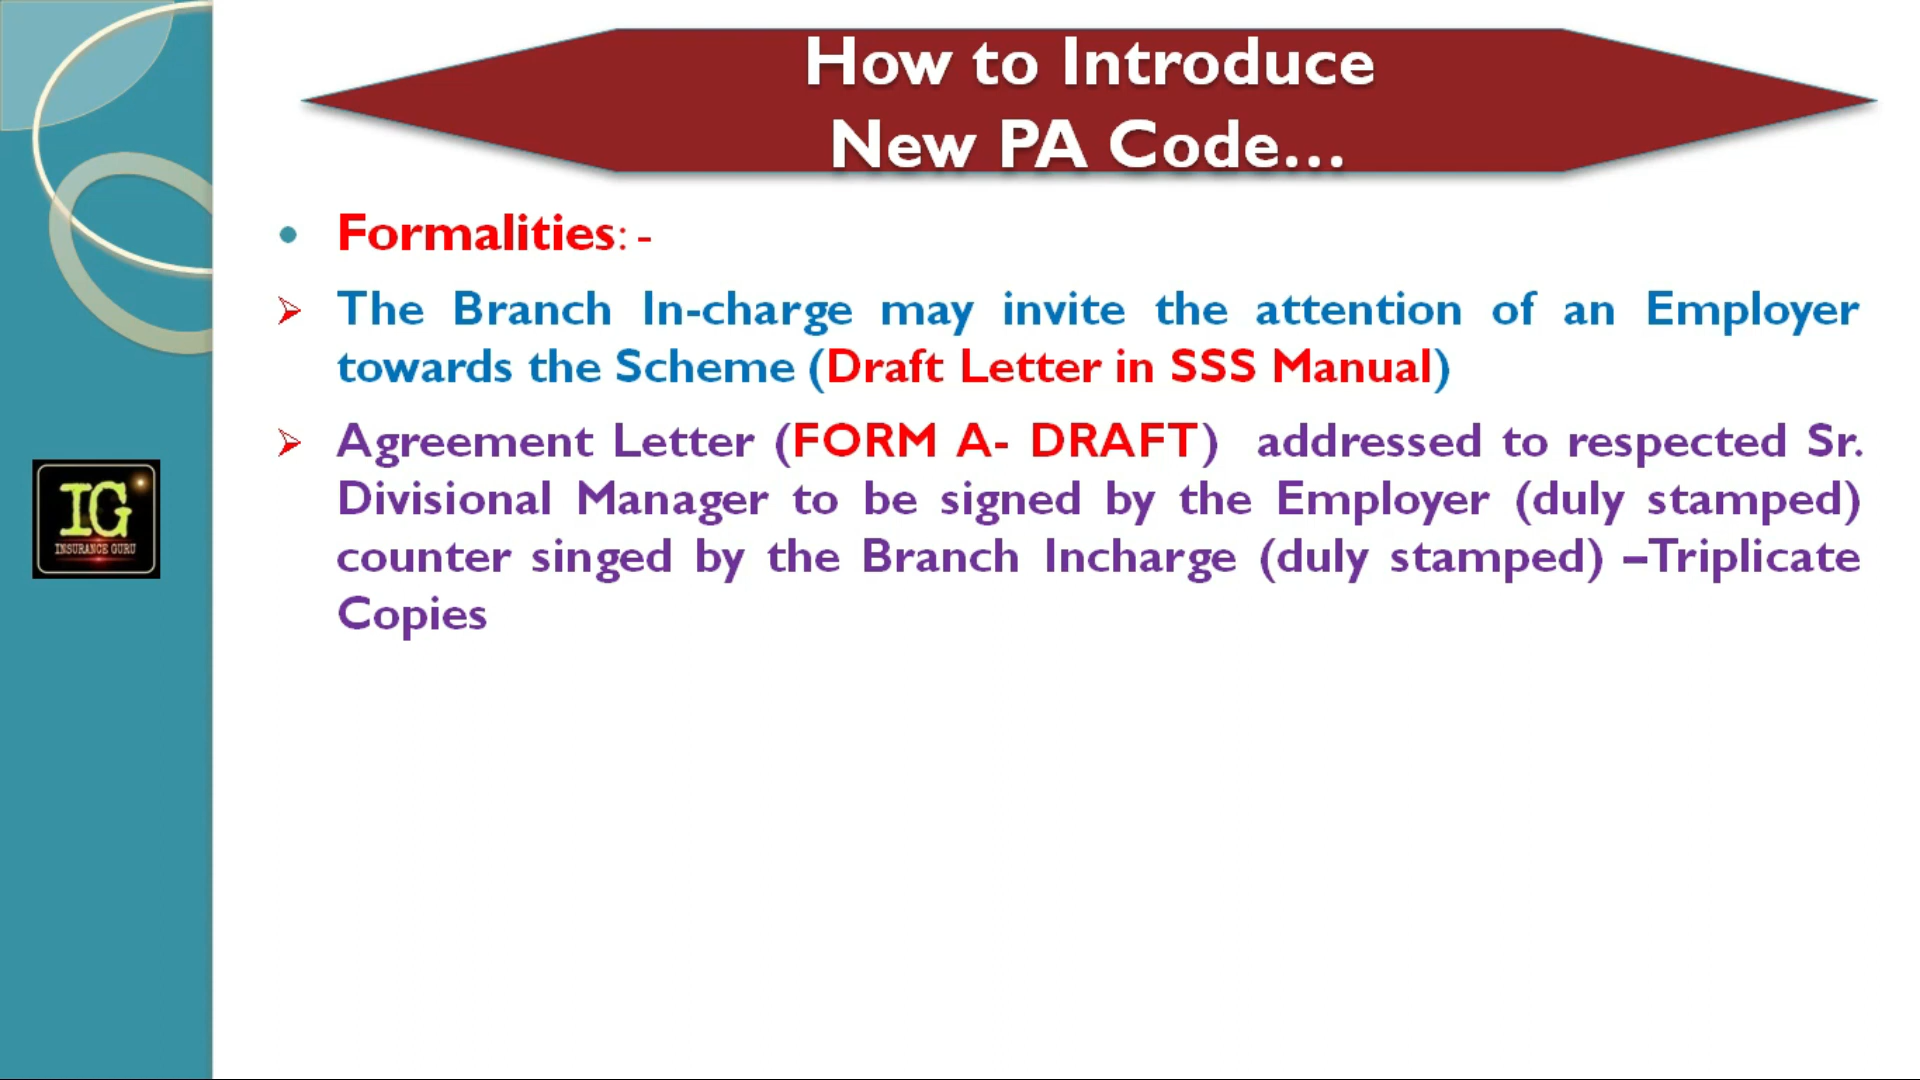 How to Introduce
New PA Code...
Formalities: -
The Branch In-charge may invite the attention of an Employer
towards the Scheme (Draft Letter in SSS Manual)
Agreement Letter (FORM A- DRAFT) addressed to respected Sr.
Divisional Manager to be signed by the Employer (duly stamped)
counter singed by the Branch Incharge (duly stamped) –Triplicate
Copies
IG
INSURANCE GURU